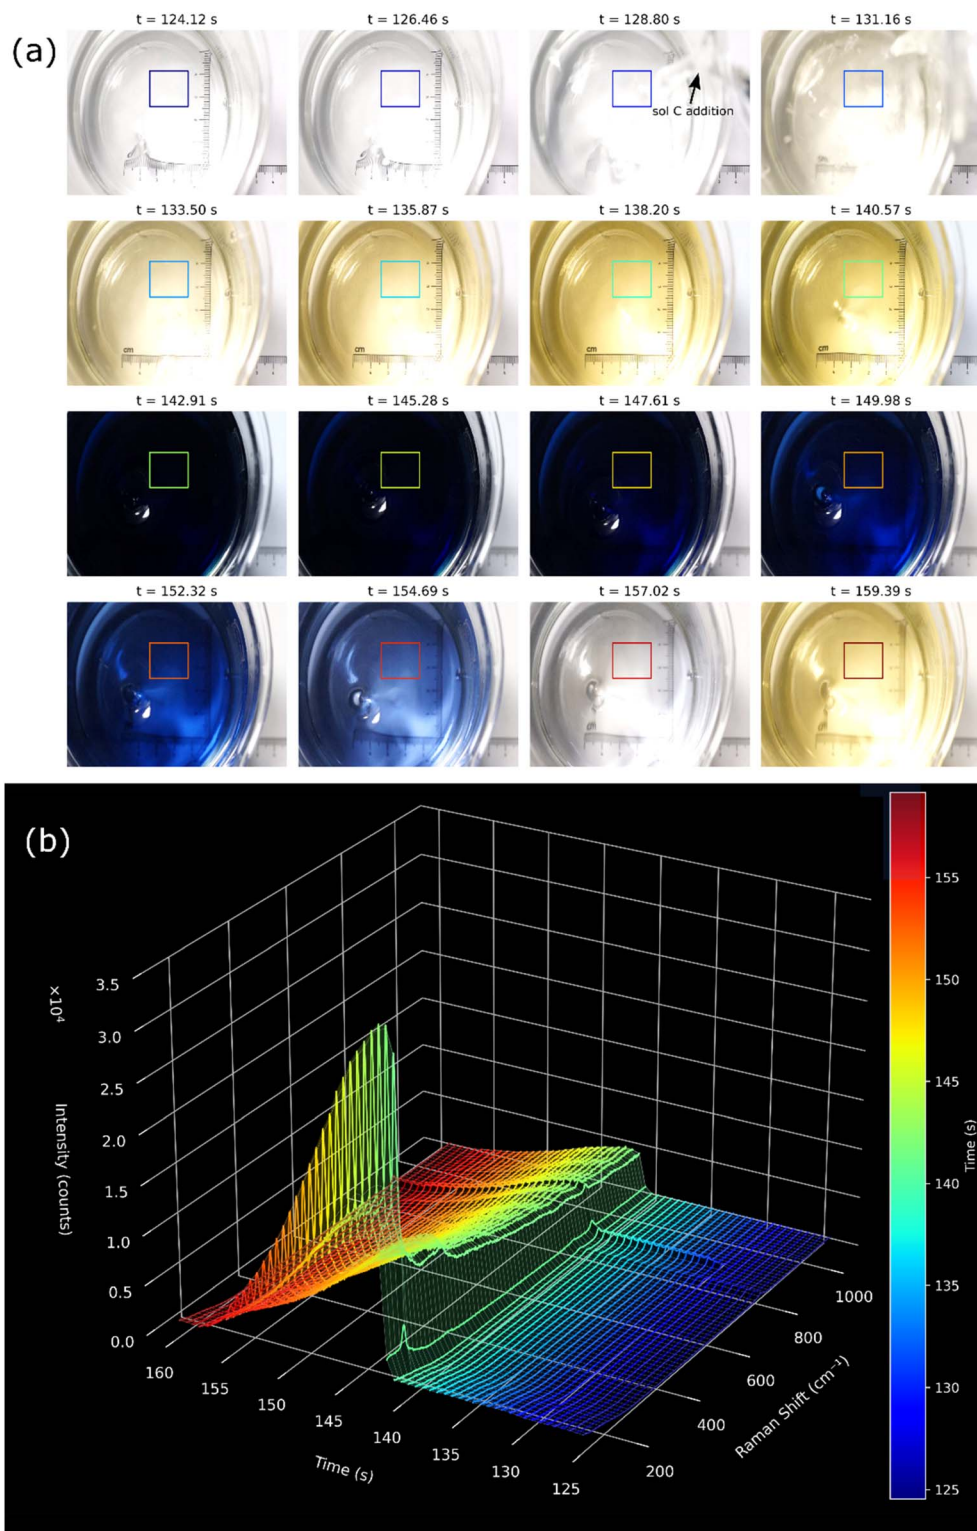 (a)
t = 124.12 s
t = 126.46 s
t = 128.80 s
t = 131.16 s
sol C addition
t = 133.50 s
t = 135.87 s
t = 138.20 s
t = 140.57 s
cm
cm
cm
cm
t = 142.91 s
t = 145.28 s
t = 147.61 s
t = 149.98 s
t = 152.32 s
t = 154.69 s
t = 157.02 s
t = 159.39 s
(b)
×10⁴
Intensity (counts)
3.5
3.0
2.5
2.0
1.5
1.0
0.5
0.0
160
155
150
145
140
135
130
125
Time (s)
200
400
600
800
1000
Raman Shift (cm⁻¹)
155
150
145
140
135
130
125
Time (s)